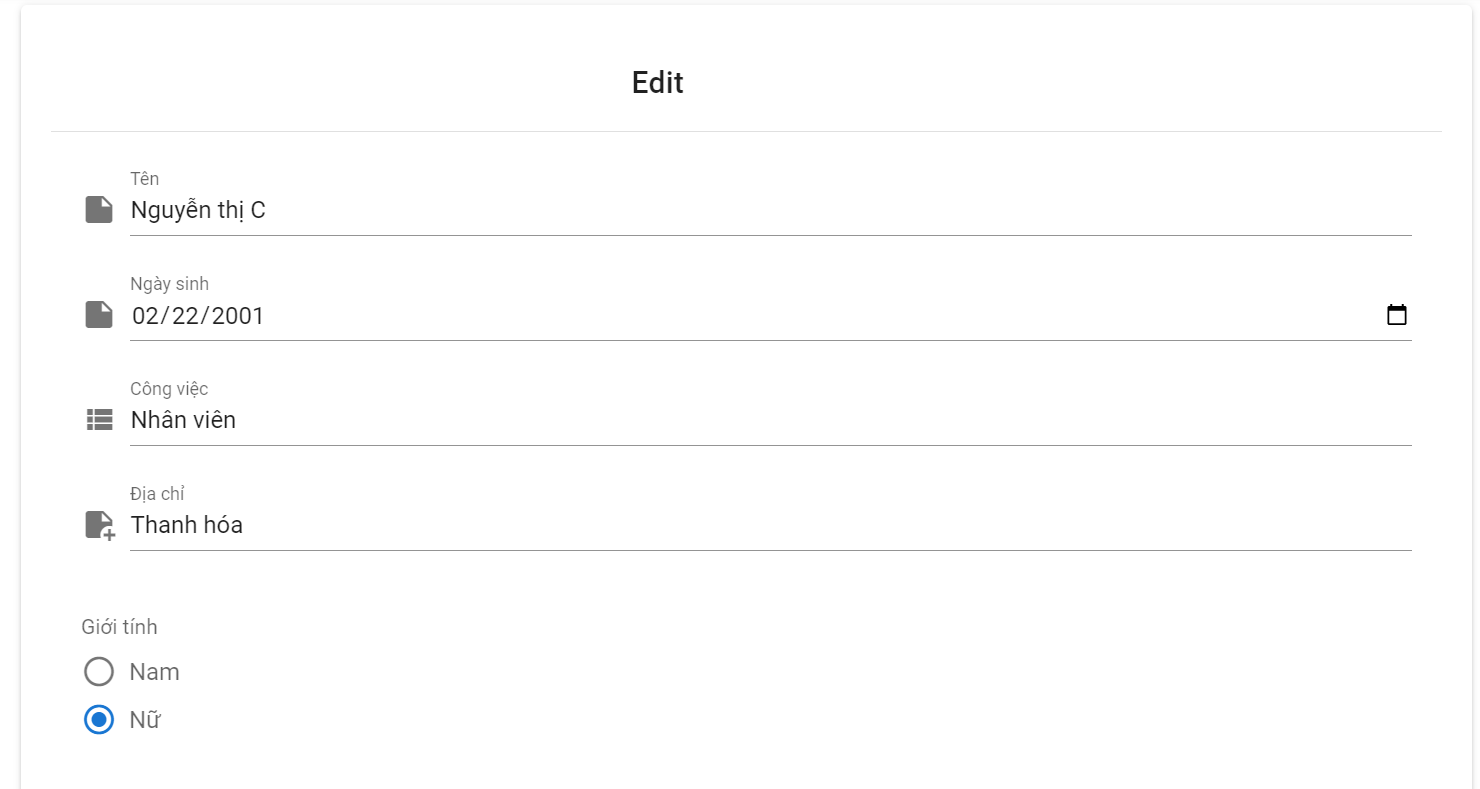 Edit
Tên
Nguyễn thị C
Ngày sinh
02/22/2001
Công việc
Nhân viên
Địa chỉ
Thanh hóa
Giới tính
Nam
Nữ